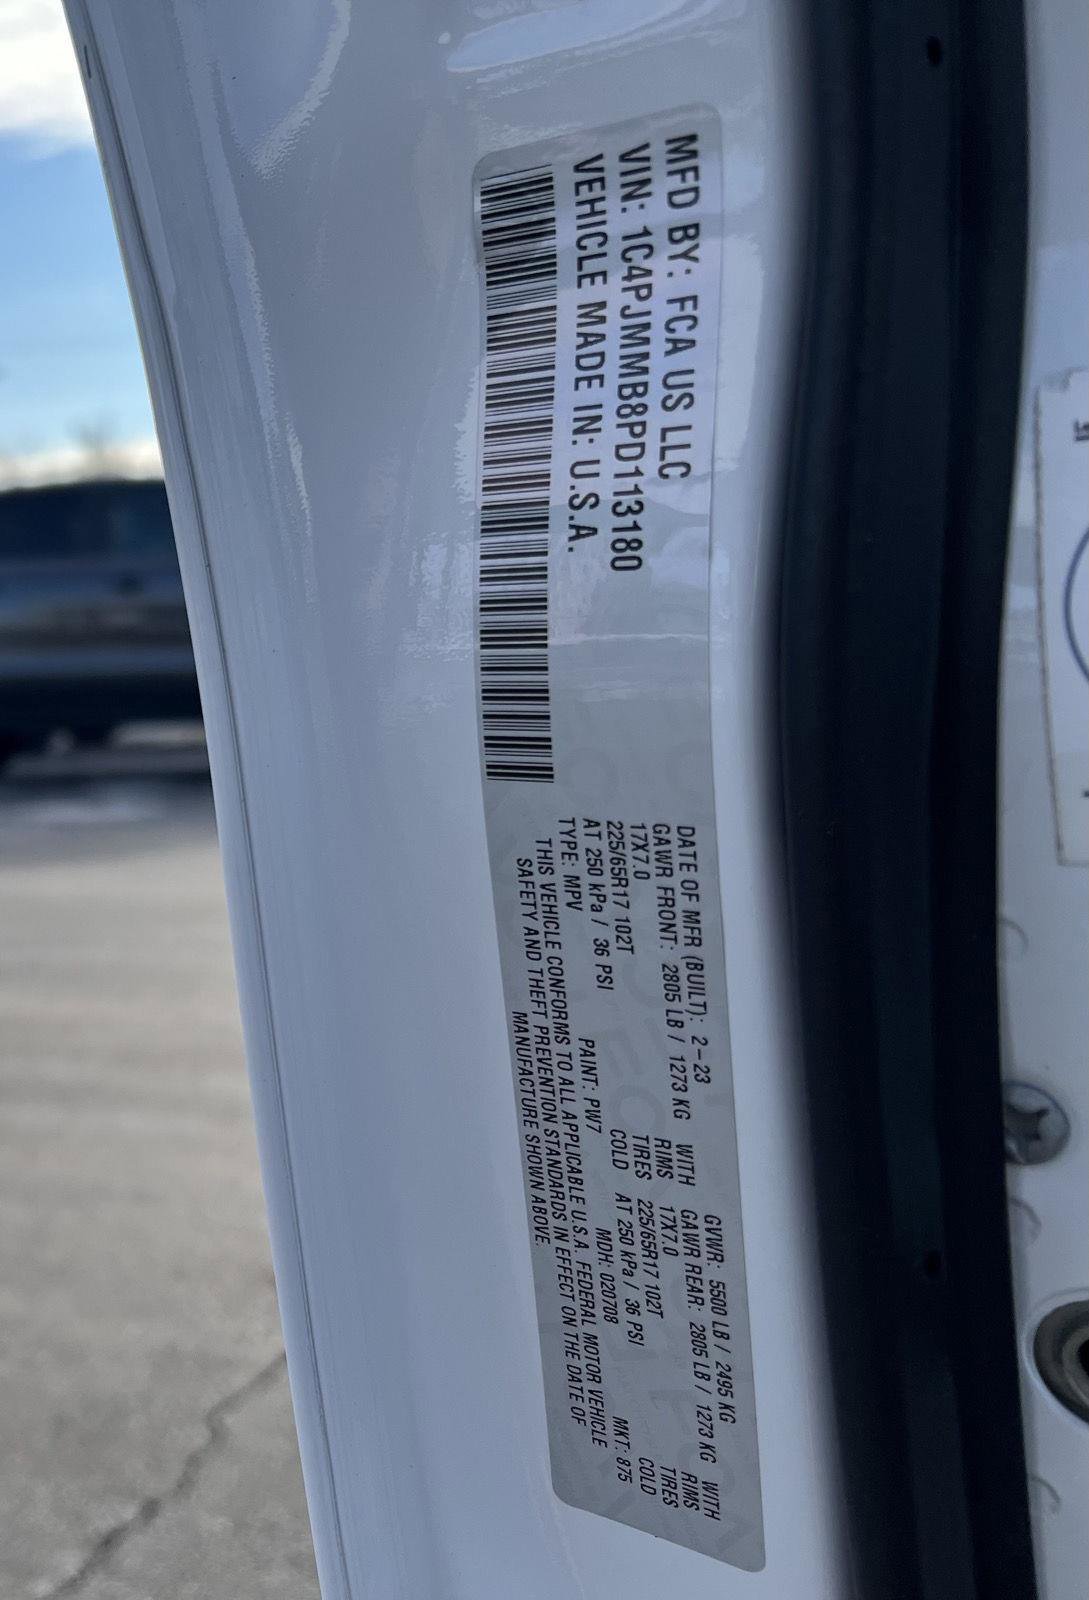 MFD BY: FCA US LLC
VIN: 1C4PJMMB8PD113180
VEHICLE MADE IN: U.S.A.
DATE OF MFR (BUILT): 2-23 GVWR: 5500 LB / 2495 KG
GAWR FRONT: 2805 LB / 1273 KG WITH GAWR REAR: 2805 LB / 1273 KG WITH
17X7.0 RIMS 17X7.0 RIMS
225/65R17 102T TIRES 225/65R17 102T TIRES
AT 250 kPa / 36 PSI COLD AT 250 kPa / 36 PSI COLD
TYPE: MPV PAINT: PW7 MDH: 020708 MKT: 875
THIS VEHICLE CONFORMS TO ALL APPLICABLE U.S.A. FEDERAL MOTOR VEHICLE
SAFETY AND THEFT PREVENTION STANDARDS IN EFFECT ON THE DATE OF
MANUFACTURE SHOWN ABOVE.